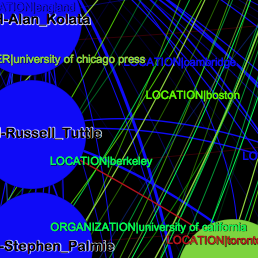 l-Alan_Kolata
ER|university of chicago press
LOCATION|cambridge
LOCATION|boston
l-Russell_Tuttle
LOCATION|berkeley
LO
ORGANIZATION|university of california
LOCATION|toronto
-Stephen_Palmie